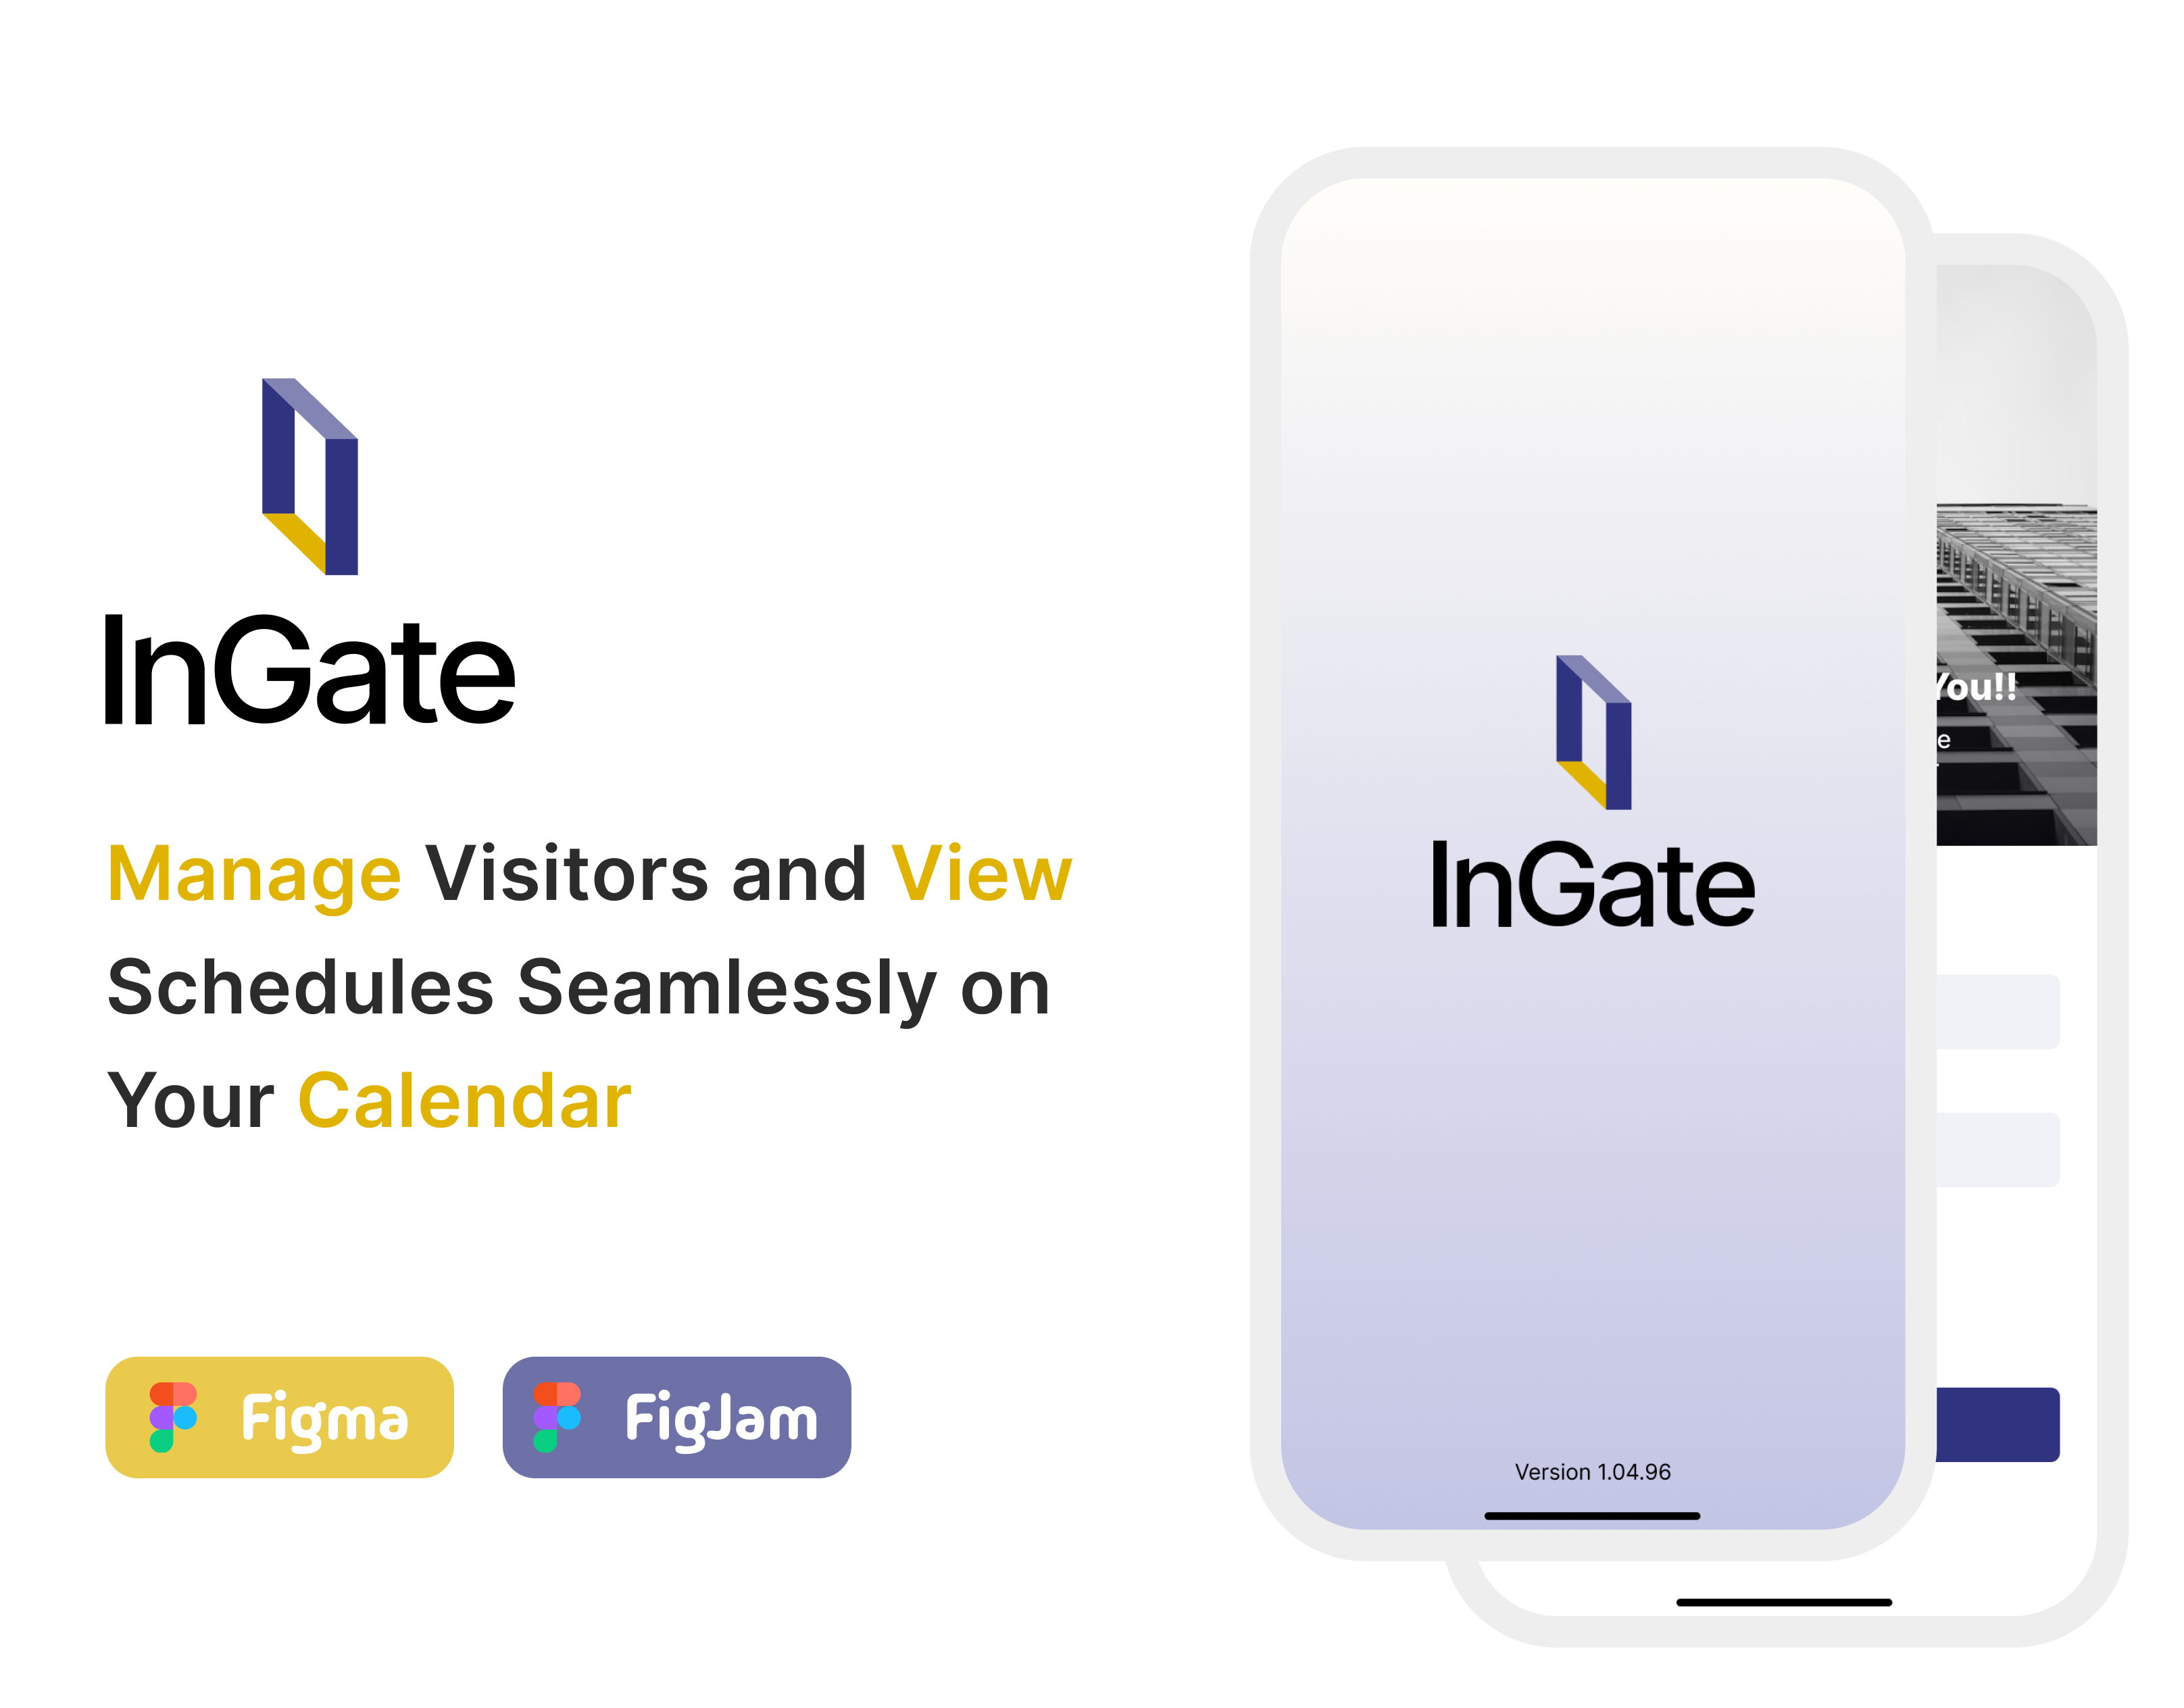 InGate
Manage Visitors and View
Schedules Seamlessly on
Your Calendar
Figma
FigJam
InGate
Version 1.04.96
You!!
e